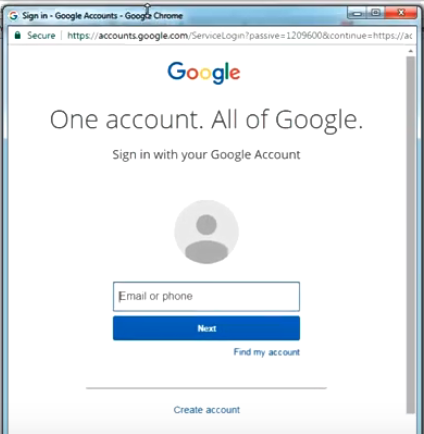 Sign in - Google Accounts - Google Chrome
Secure https://accounts.google.com/ServiceLogin?passive=1209600&continue=https://ac
Google
One account. All of Google.
Sign in with your Google Account
Email or phone
Next
Find my account
Create account